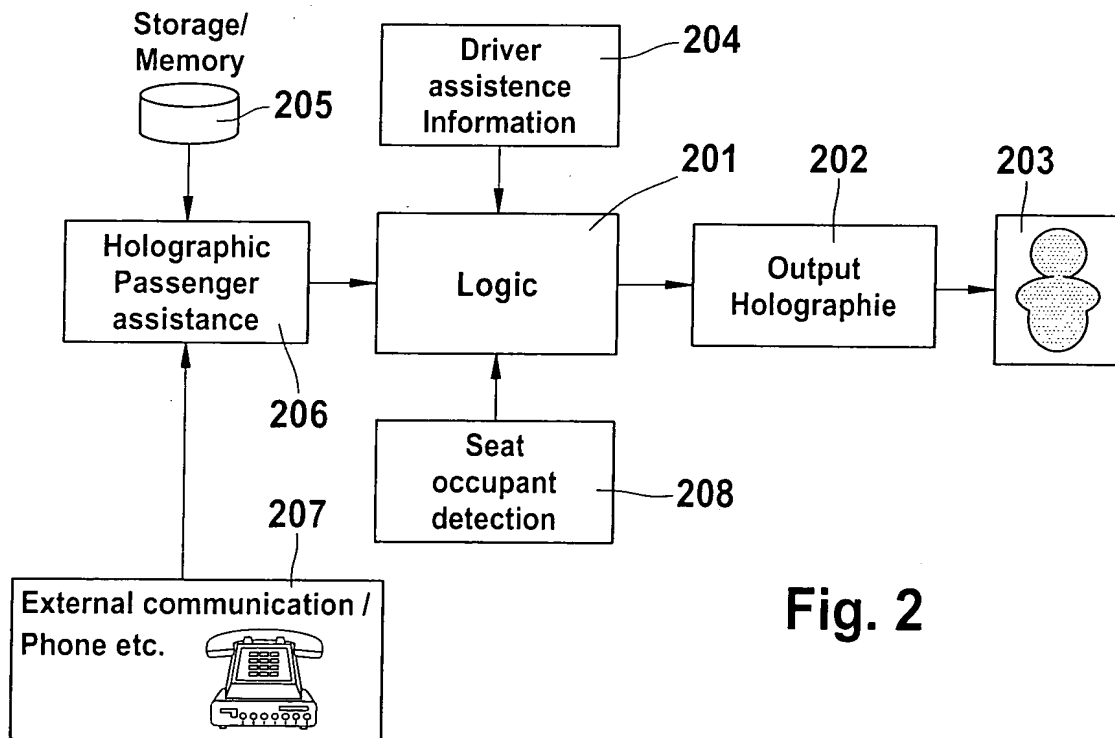 Storage/
Memory
205
Driver
assistence
Information
204
201
202
203
Holographic
Passenger
assistance
Logic
Output
Holographie
206
Seat
occupant
detection
208
207
External communication /
Phone etc.
Fig. 2